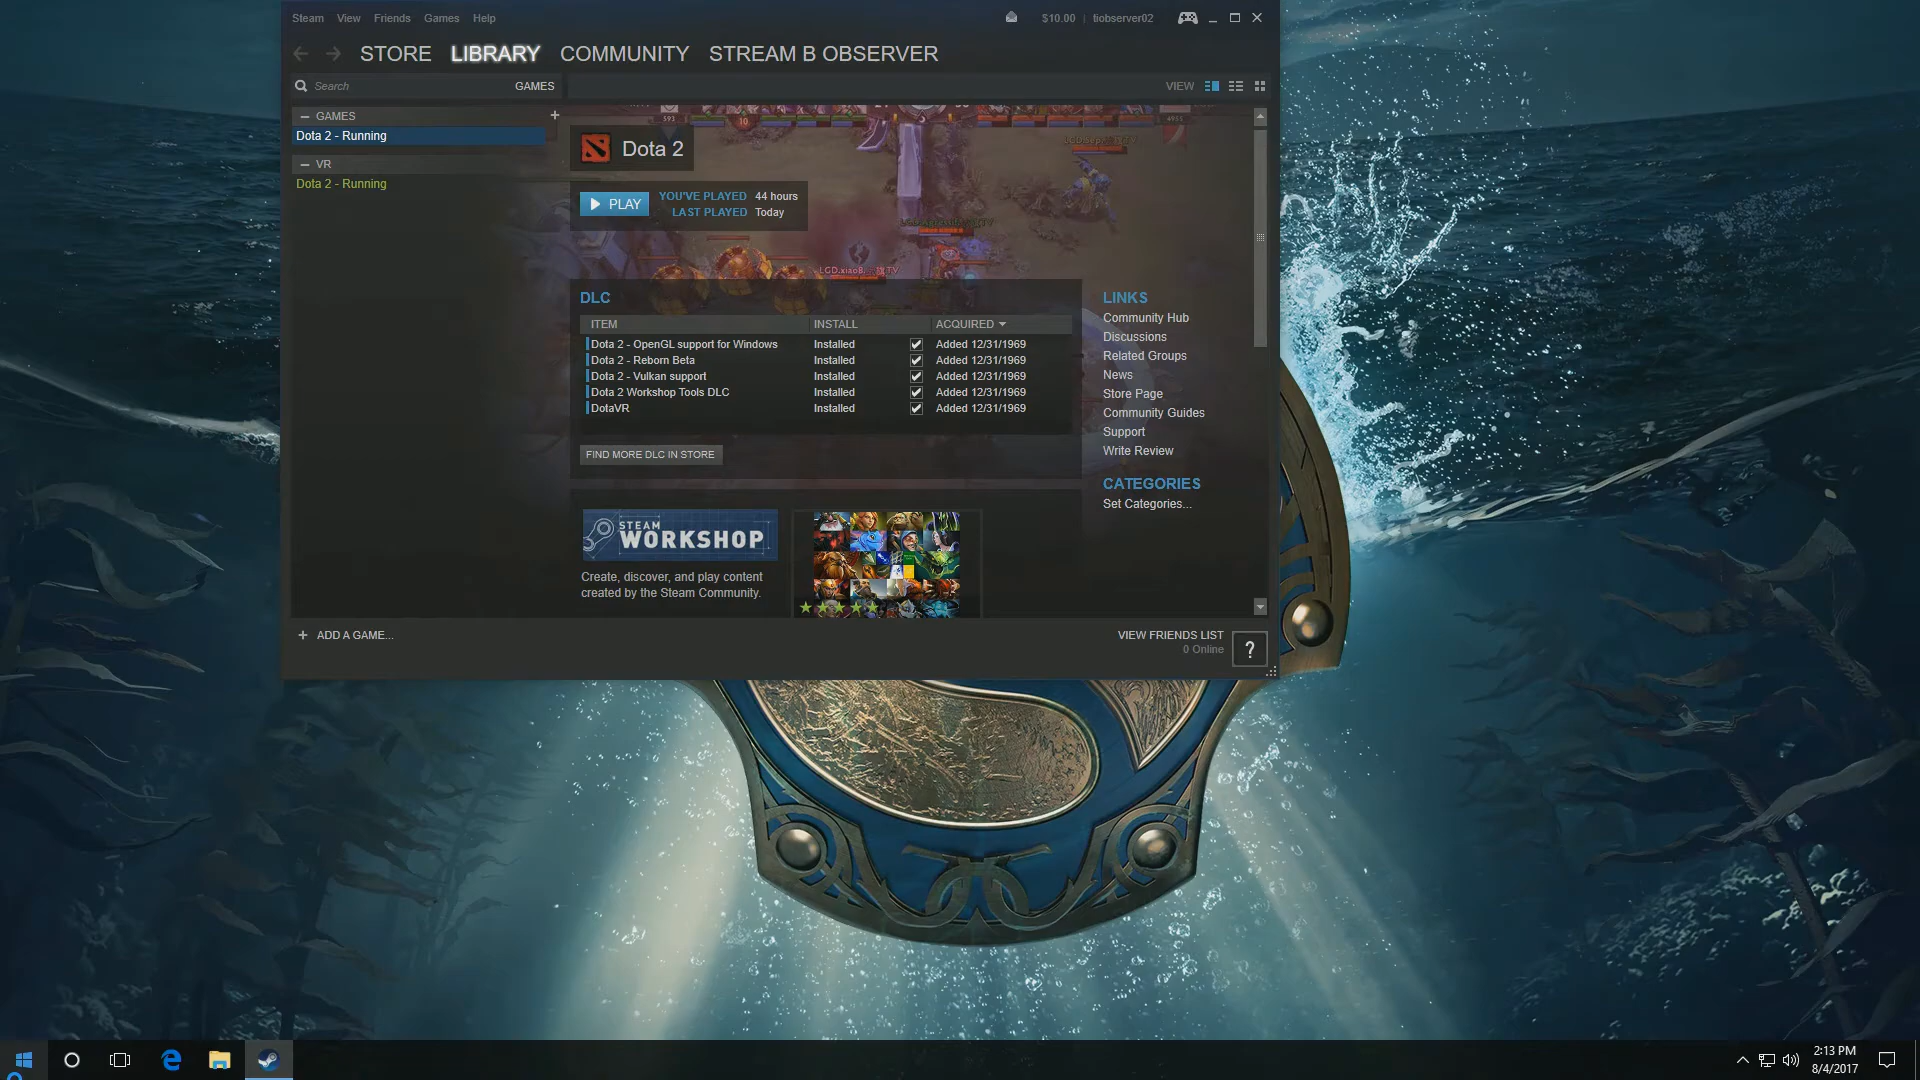 Steam View Friends Games Help
$10.00 | tiobserver02
STORE LIBRARY COMMUNITY STREAM B OBSERVER
Search GAMES
VIEW
– GAMES +
Dota 2 - Running
– VR
Dota 2 - Running
593
10
4955
Dota 2
PLAY
YOU'VE PLAYED 44 hours
LAST PLAYED Today
DLC
ITEM INSTALL ACQUIRED
Dota 2 - OpenGL support for Windows Installed Added 12/31/1969
Dota 2 - Reborn Beta Installed Added 12/31/1969
Dota 2 - Vulkan support Installed Added 12/31/1969
Dota 2 Workshop Tools DLC Installed Added 12/31/1969
DotaVR Installed Added 12/31/1969
FIND MORE DLC IN STORE
LINKS
Community Hub
Discussions
Related Groups
News
Store Page
Community Guides
Support
Write Review
CATEGORIES
Set Categories...
STEAM
WORKSHOP
Create, discover, and play content
created by the Steam Community.
+ ADD A GAME...
VIEW FRIENDS LIST
0 Online
?
2:13 PM
8/4/2017